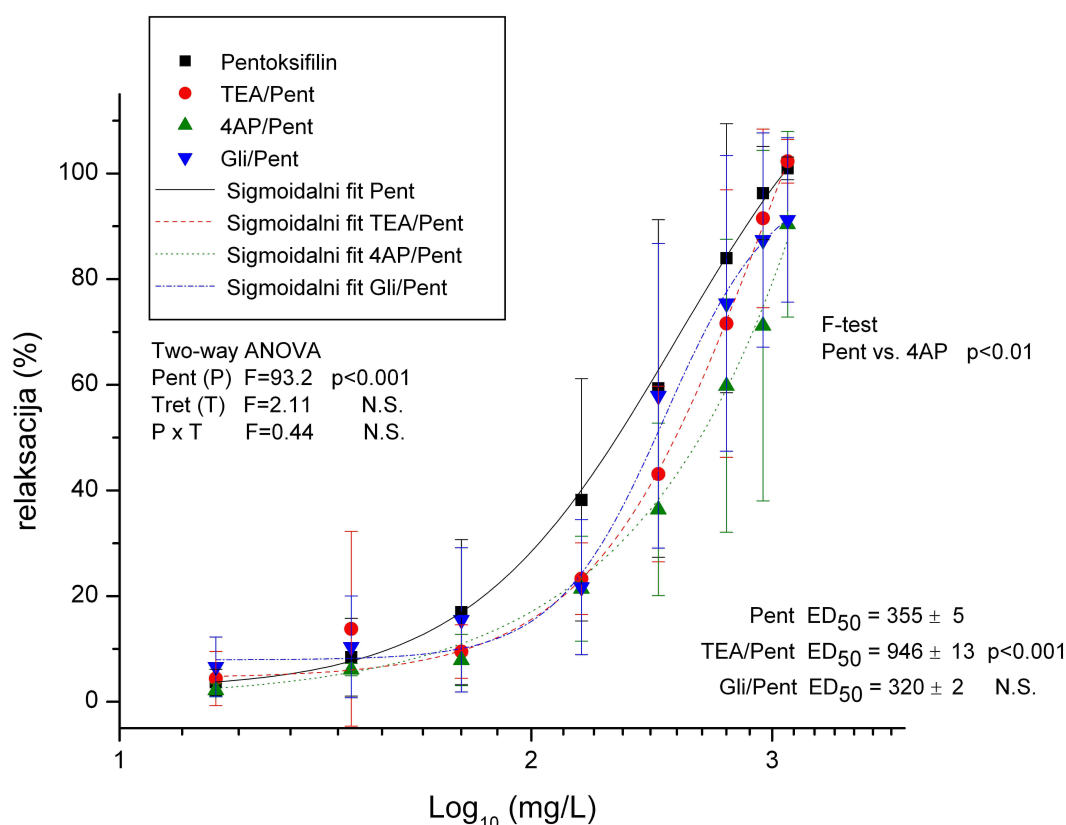 Pentoksifilin
TEA/Pent
4AP/Pent
Gli/Pent
Sigmoidalni fit Pent
Sigmoidalni fit TEA/Pent
Sigmoidalni fit 4AP/Pent
Sigmoidalni fit Gli/Pent
Two-way ANOVA
Pent (P) F=93.2 p<0.001
Tret (T) F=2.11 N.S.
P x T F=0.44 N.S.
F-test
Pent vs. 4AP p<0.01
Pent ED50 = 355 ± 5
TEA/Pent ED50 = 946 ± 13 p<0.001
Gli/Pent ED50 = 320 ± 2 N.S.
relaksacija (%)
100
80
60
40
20
0
1 2 3
Log10 (mg/L)